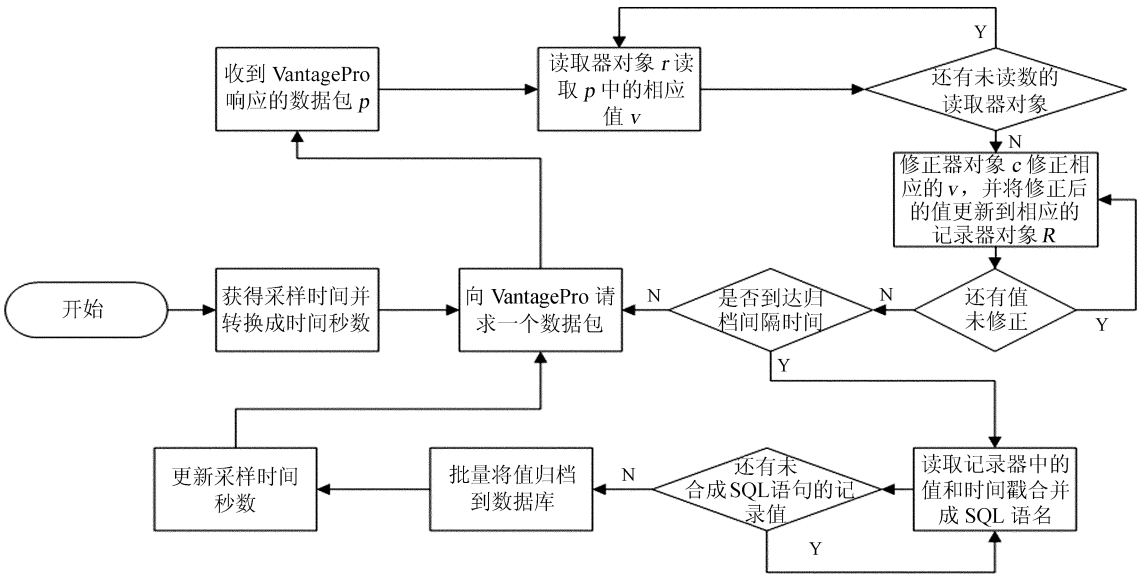 Y
收到 VantagePro
响应的数据包 p
读取器对象 r 读
取 p 中的相应
值 v
还有未读数的
读取器对象
N
修正器对象 c 修正相
应的 v，并将修正后
的值更新到相应的
记录器对象 R
开始
获得采样时间并
转换成时间秒数
向 VantagePro 请
求一个数据包
N
是否到达归
档间隔时间
N
还有值
未修正
Y
Y
更新采样时间
秒数
批量将值归档
到数据库
N
还有未
合成SQL语句的记
录值
读取记录器中的
值和时间戳合并
成 SQL 语名
Y